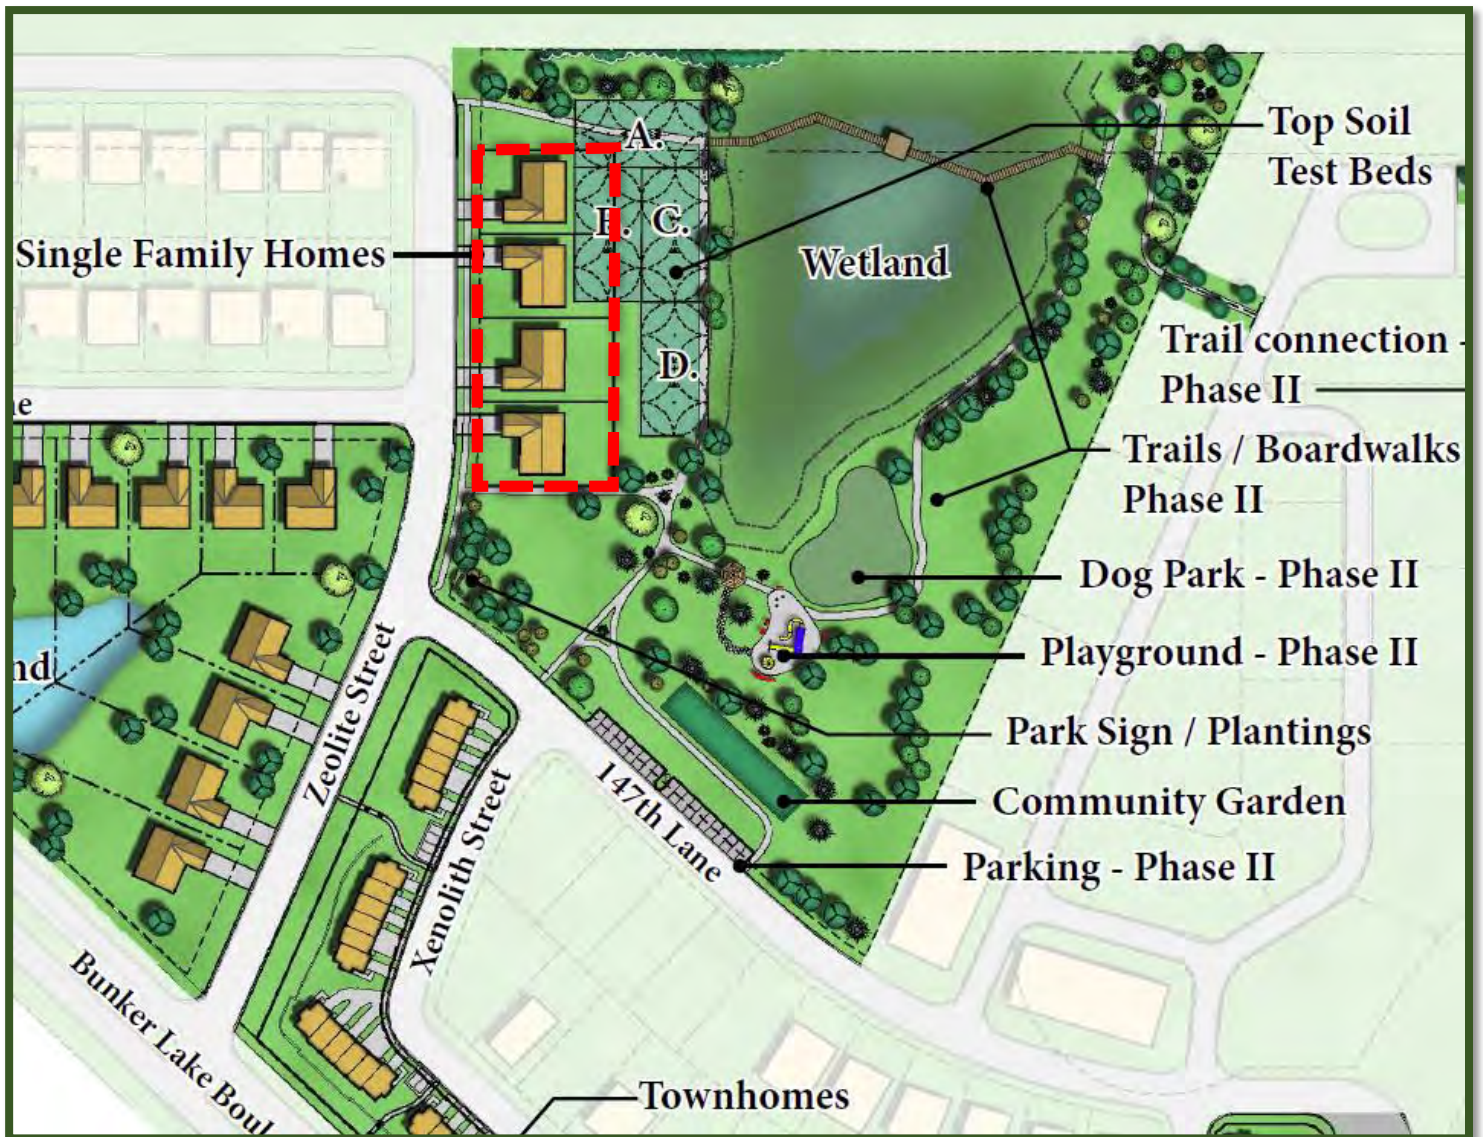 Top Soil
Test Beds
A.
B.
C.
Single Family Homes
Wetland
D.
Trail connection -
Phase II
ne
Trails / Boardwalks
Phase II
Dog Park - Phase II
Playground - Phase II
nd
Zeolite Street
Park Sign / Plantings
147th Lane
Xenolith Street
Community Garden
Parking - Phase II
Bunker Lake Boul
Townhomes